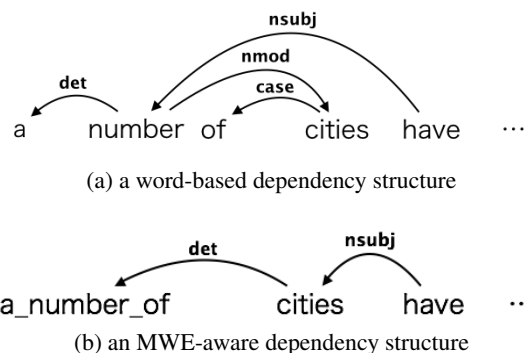 nsubj
nmod
det
case
a number of cities have ...
(a) a word-based dependency structure
det
nsubj
a_number_of cities have ..
(b) an MWE-aware dependency structure